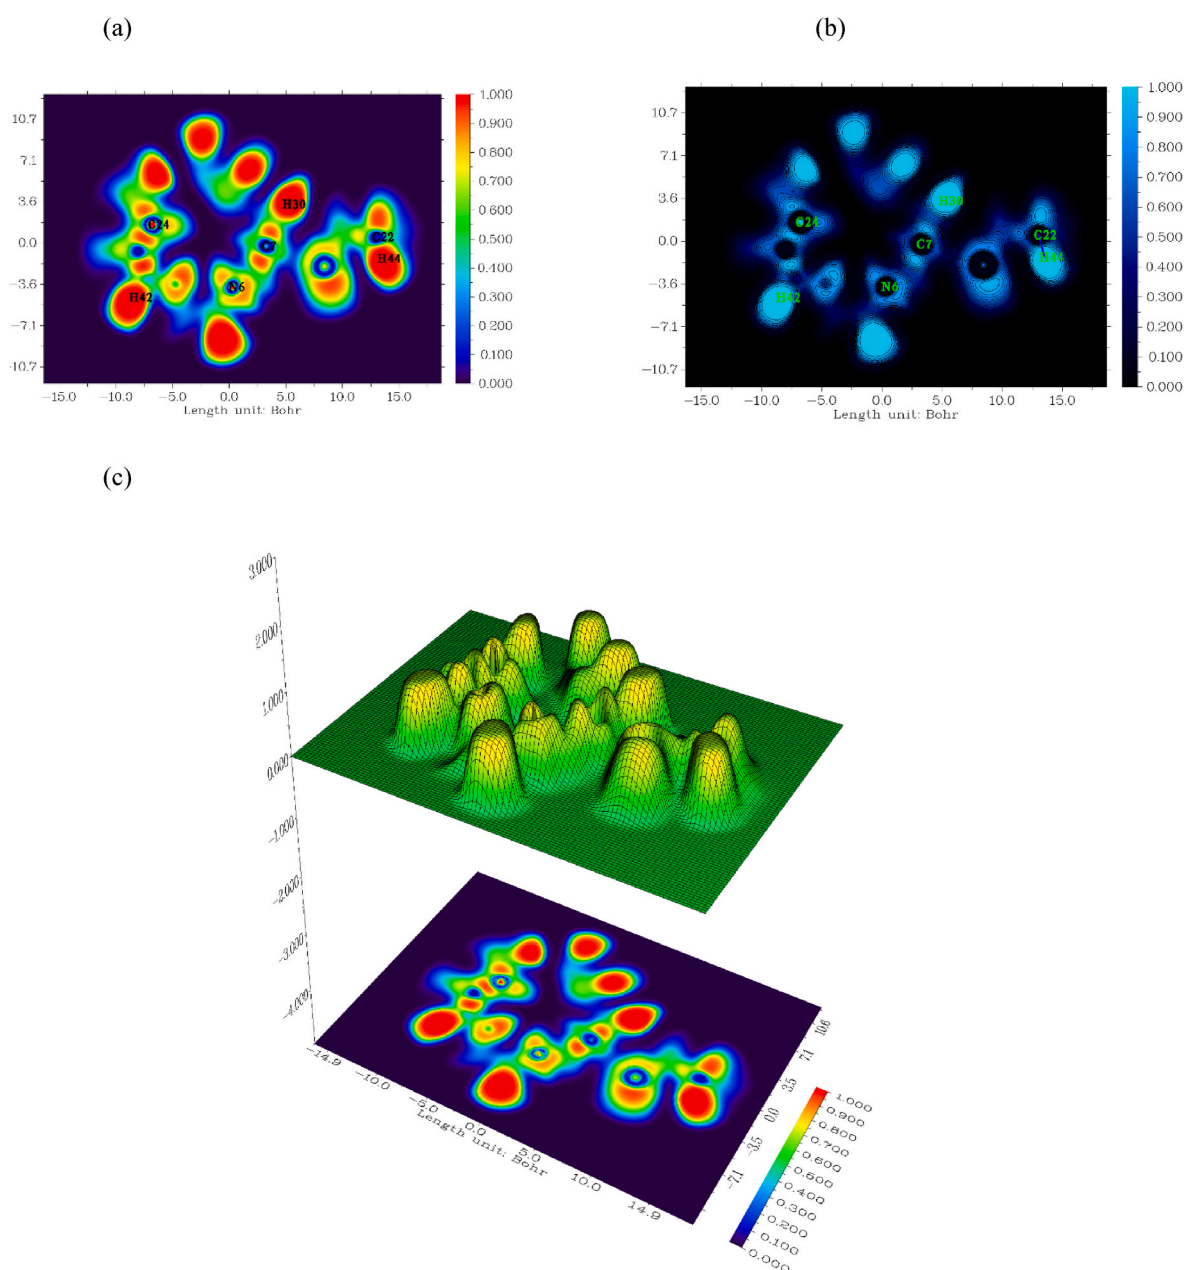 (a)
10.7
7.1
3.6
0.0
−3.6
−7.1
−10.7
−15.0 −10.0 −5.0 0.0 5.0 10.0 15.0
Length unit: Bohr
C24
H42
N6
C7
H30
C22
H44
1.000
0.900
0.800
0.700
0.600
0.500
0.400
0.300
0.200
0.100
0.000
(b)
10.7
7.1
3.6
0.0
−3.6
−7.1
−10.7
−15.0 −10.0 −5.0 0.0 5.0 10.0 15.0
Length unit: Bohr
C24
H42
N6
C7
H30
C22
H44
1.000
0.900
0.800
0.700
0.600
0.500
0.400
0.300
0.200
0.100
0.000
(c)
3.000
2.000
1.000
0.000
−1.000
−2.000
−3.000
−4.000
−14.9 −10.0 −5.0 0.0 5.0 10.0 14.9
Length unit: Bohr
10.6
7.1
3.5
0.0
−3.5
−7.1
1.000
0.900
0.800
0.700
0.600
0.500
0.400
0.300
0.200
0.100
0.000